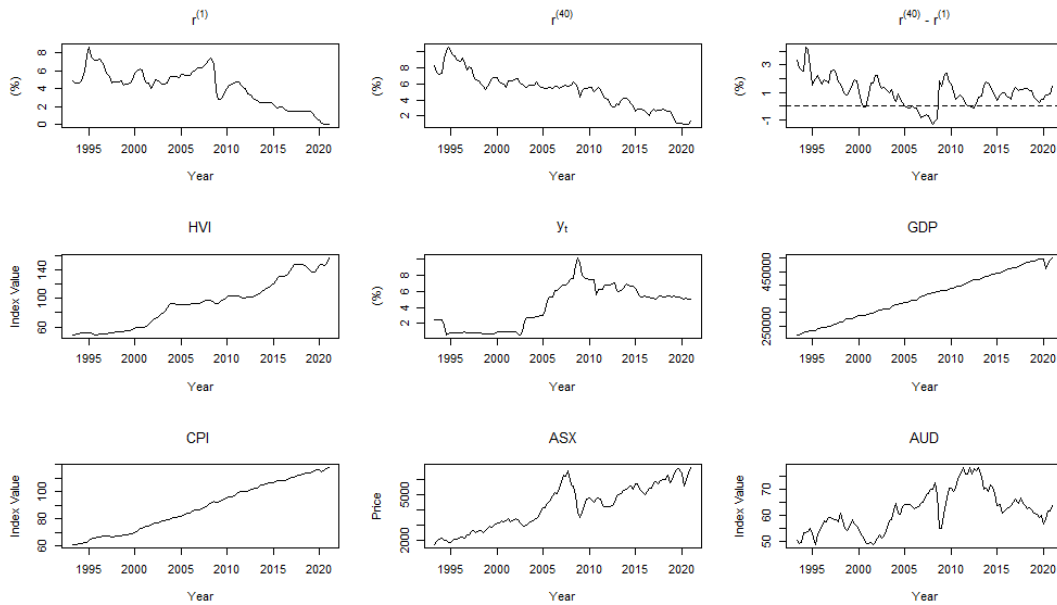 r(1)
(%)
8
6
4
2
0
1995 2000 2005 2010 2015 2020
Year
r(40)
(%)
8
6
4
2
1995 2000 2005 2010 2015 2020
Year
r(40) - r(1)
(%)
3
1
-1
1995 2000 2005 2010 2015 2020
Year
HVI
Index Value
140
100
60
1995 2000 2005 2010 2015 2020
Year
yt
(%)
8
6
4
2
1995 2000 2005 2010 2015 2020
Year
GDP
450000
250000
1995 2000 2005 2010 2015 2020
Year
CPI
Index Value
100
80
60
1995 2000 2005 2010 2015 2020
Year
ASX
Price
5000
2000
1995 2000 2005 2010 2015 2020
Year
AUD
Index Value
70
60
50
1995 2000 2005 2010 2015 2020
Year